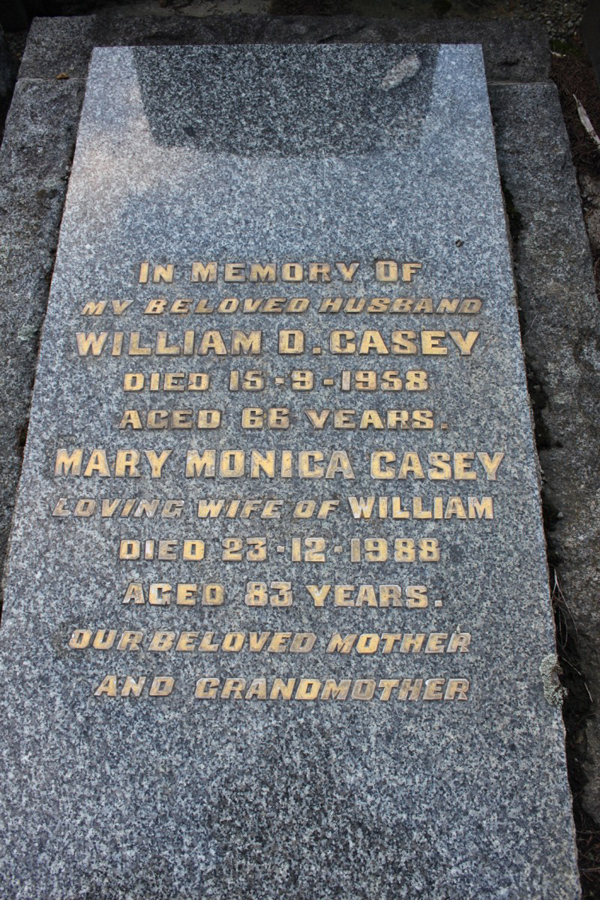 IN MEMORY OF
MY BELOVED HUSBAND
WILLIAM D. CASEY
DIED 15-9-1958
AGED 66 YEARS.
MARY MONICA CASEY
LOVING WIFE OF WILLIAM
DIED 23-12-1988
AGED 83 YEARS.
OUR BELOVED MOTHER
AND GRANDMOTHER